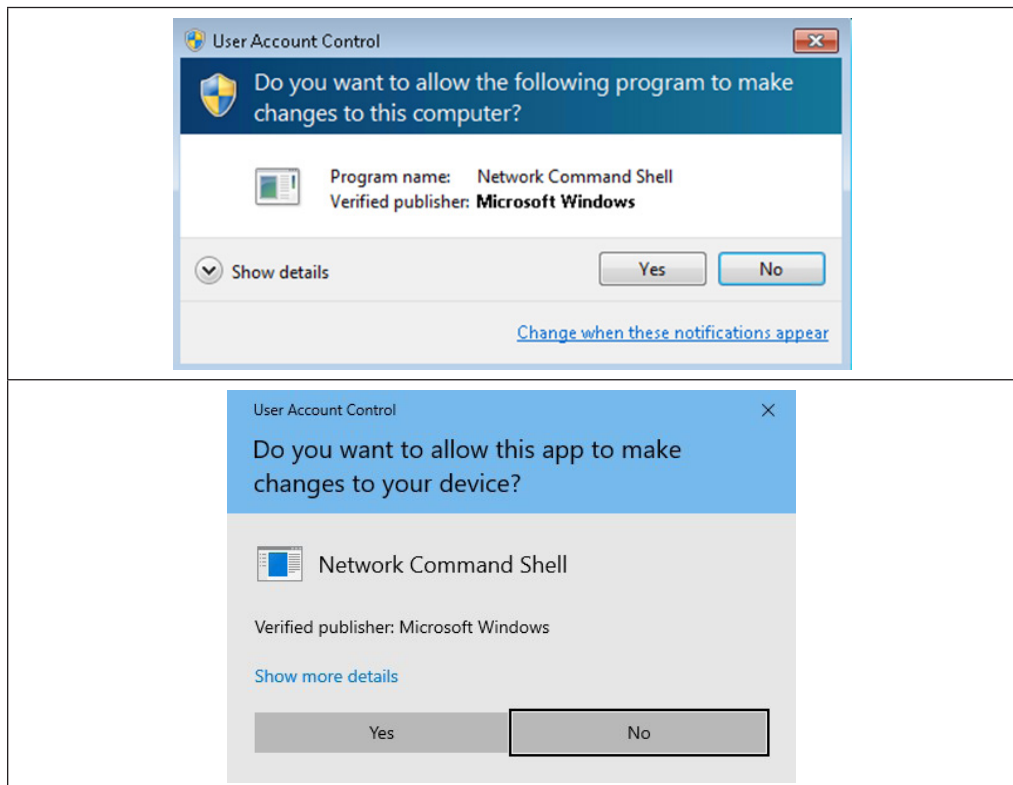 User Account Control
Do you want to allow the following program to make
changes to this computer?
Program name: Network Command Shell
Verified publisher: Microsoft Windows
Show details
Yes No
Change when these notifications appear
User Account Control
Do you want to allow this app to make
changes to your device?
Network Command Shell
Verified publisher: Microsoft Windows
Show more details
Yes No